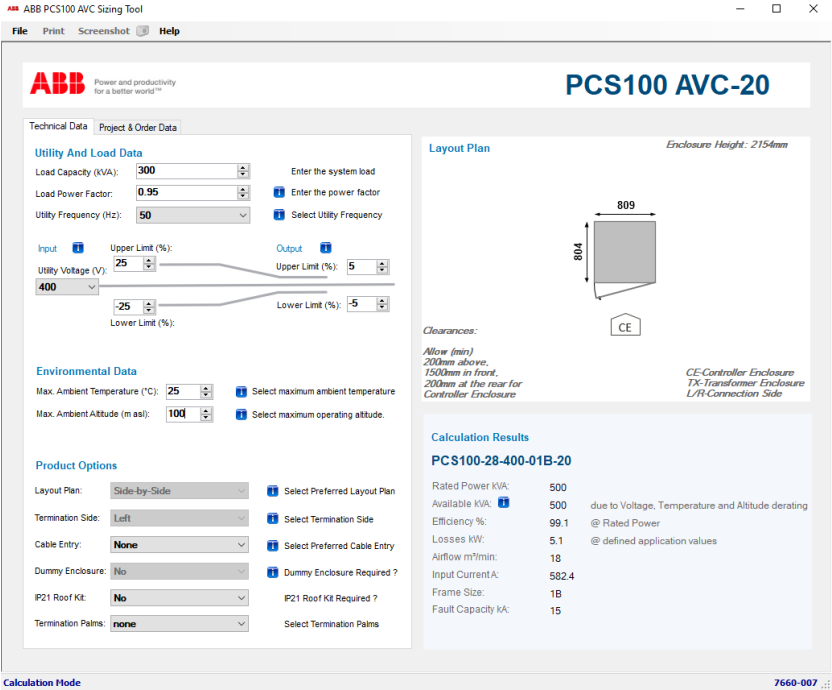 ABB ABB PCS100 AVC Sizing Tool
File Print Screenshot Help
ABB Power and productivity
for a better world™
PCS100 AVC-20
Technical Data Project & Order Data
Utility And Load Data
Load Capacity (kVA): 300 Enter the system load
Load Power Factor: 0.95 i Enter the power factor
Utility Frequency (Hz): 50 i Select Utility Frequency
Input i Upper Limit (%): Output i
25 Upper Limit (%): 5
Utility Voltage (V):
400
-25 Lower Limit (%): -5
Lower Limit (%):
Environmental Data
Max. Ambient Temperature (°C): 25 i Select maximum ambient temperature
Max. Ambient Altitude (m asl): 100 i Select maximum operating altitude.
Product Options
Layout Plan: Side-by-Side i Select Preferred Layout Plan
Termination Side: Left i Select Termination Side
Cable Entry: None i Select Preferred Cable Entry
Dummy Enclosure: No i Dummy Enclosure Required ?
IP21 Roof Kit: No IP21 Roof Kit Required ?
Termination Palms: none Select Termination Palms
Layout Plan Enclosure Height: 2154mm
809
804
CE
Clearances:
Allow (min)
200mm above,
1500mm in front,
200mm at the rear for
Controller Enclosure
CE-Controller Enclosure
TX-Transformer Enclosure
L/R-Connection Side
Calculation Results
PCS100-28-400-01B-20
Rated Power kVA: 500
Available kVA: i 500 due to Voltage, Temperature and Altitude derating
Efficiency %: 99.1 @ Rated Power
Losses kW: 5.1 @ defined application values
Airflow m³/min: 18
Input Current A: 582.4
Frame Size: 1B
Fault Capacity kA: 15
Calculation Mode 7660-007